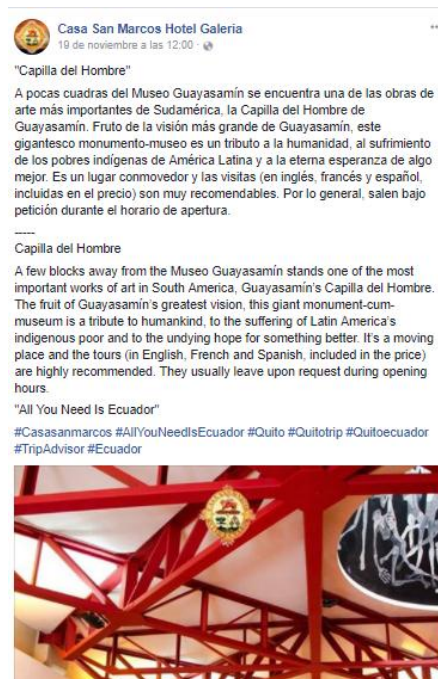 Casa San Marcos Hotel Galeria
19 de noviembre a las 12:00 ·
"Capilla del Hombre"
A pocas cuadras del Museo Guayasamín se encuentra una de las obras de
arte más importantes de Sudamérica, la Capilla del Hombre de
Guayasamín. Fruto de la visión más grande de Guayasamín, este
gigantesco monumento-museo es un tributo a la humanidad, al sufrimiento
de los pobres indígenas de América Latina y a la eterna esperanza de algo
mejor. Es un lugar conmovedor y las visitas (en inglés, francés y español,
incluidas en el precio) son muy recomendables. Por lo general, salen bajo
petición durante el horario de apertura.
-----
Capilla del Hombre
A few blocks away from the Museo Guayasamín stands one of the most
important works of art in South America, Guayasamín's Capilla del Hombre.
The fruit of Guayasamín's greatest vision, this giant monument-cum-
museum is a tribute to humankind, to the suffering of Latin America's
indigenous poor and to the undying hope for something better. It's a moving
place and the tours (in English, French and Spanish, included in the price)
are highly recommended. They usually leave upon request during opening
hours.
"All You Need Is Ecuador"
#Casasanmarcos #AllYouNeedIsEcuador #Quito #Quitotrip #Quitoecuador
#TripAdvisor #Ecuador